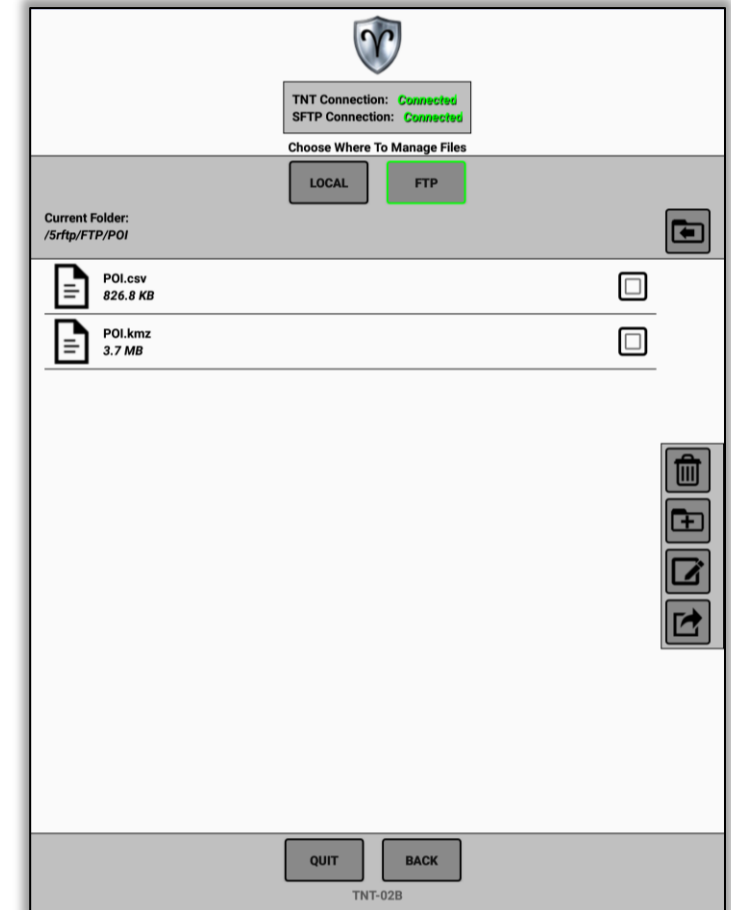 TNT Connection: Connected
SFTP Connection: Connected
Choose Where To Manage Files
LOCAL FTP
Current Folder:
/5rftp/FTP/POI
POI.csv
826.8 KB
POI.kmz
3.7 MB
QUIT BACK
TNT-02B